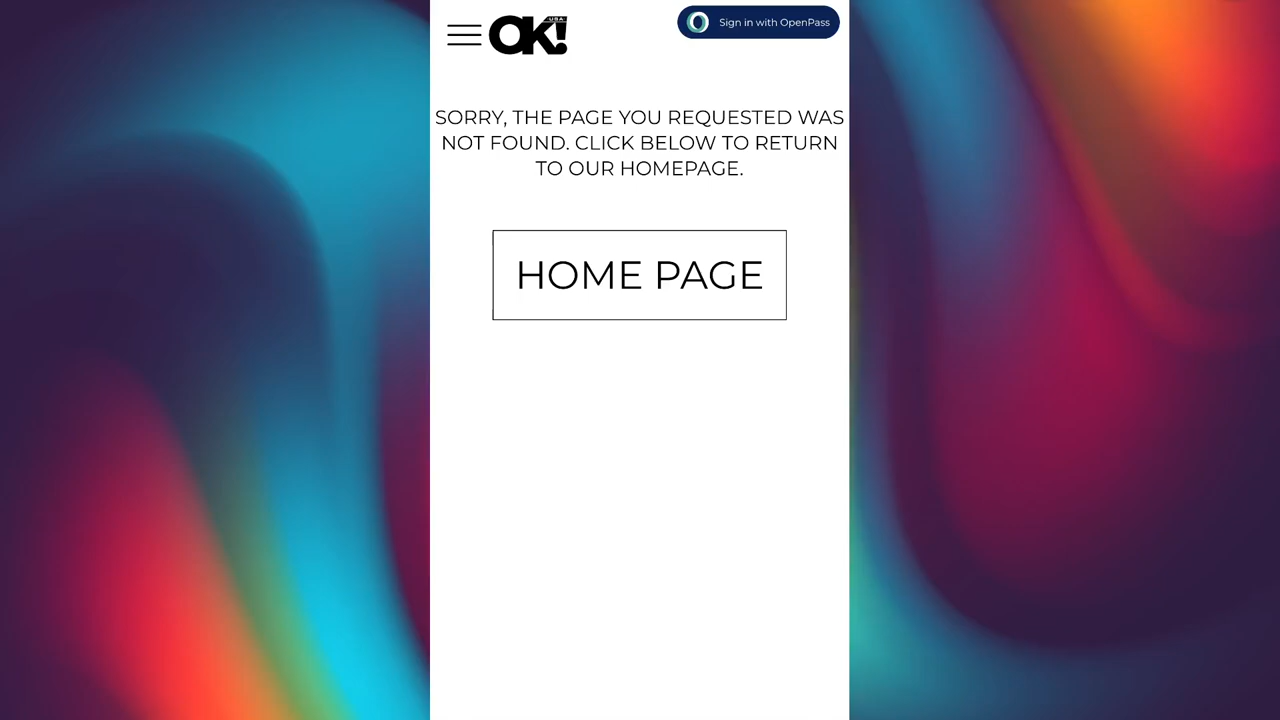 OK!
USA
Sign in with OpenPass
SORRY, THE PAGE YOU REQUESTED WAS
NOT FOUND. CLICK BELOW TO RETURN
TO OUR HOMEPAGE.
HOME PAGE